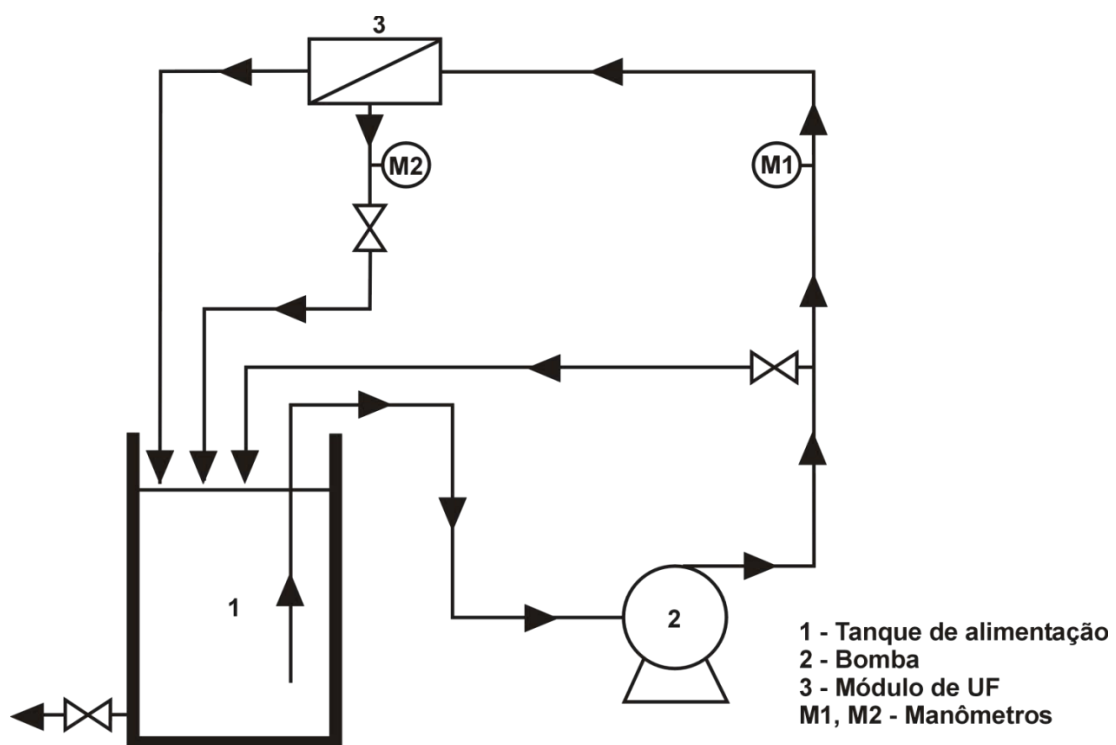 3
M2
M1
1
2
1 - Tanque de alimentação
2 - Bomba
3 - Módulo de UF
M1, M2 - Manômetros